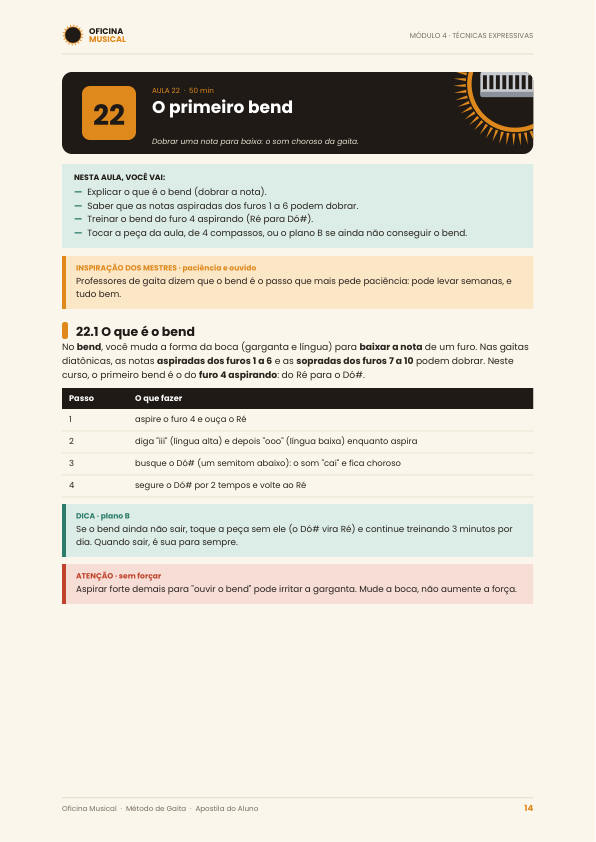 OFICINA
MUSICAL
MÓDULO 4 · TÉCNICAS EXPRESSIVAS
22
AULA 22 · 50 min
O primeiro bend
Dobrar uma nota para baixo: o som choroso da gaita.
NESTA AULA, VOCÊ VAI:
— Explicar o que é o bend (dobrar a nota).
— Saber que as notas aspiradas dos furos 1 a 6 podem dobrar.
— Treinar o bend do furo 4 aspirando (Ré para Dó#).
— Tocar a peça da aula, de 4 compassos, ou o plano B se ainda não conseguir o bend.
INSPIRAÇÃO DOS MESTRES · paciência e ouvido
Professores de gaita dizem que o bend é o passo que mais pede paciência: pode levar semanas, e
tudo bem.
22.1 O que é o bend
No bend, você muda a forma da boca (garganta e língua) para baixar a nota de um furo. Nas gaitas
diatônicas, as notas aspiradas dos furos 1 a 6 e as sopradas dos furos 7 a 10 podem dobrar. Neste
curso, o primeiro bend é o do furo 4 aspirando: do Ré para o Dó#.
Passo O que fazer
1 aspire o furo 4 e ouça o Ré
2 diga "iii" (língua alta) e depois "ooo" (língua baixa) enquanto aspira
3 busque o Dó# (um semitom abaixo): o som "cai" e fica choroso
4 segure o Dó# por 2 tempos e volte ao Ré
DICA · plano B
Se o bend ainda não sair, toque a peça sem ele (o Dó# vira Ré) e continue treinando 3 minutos por
dia. Quando sair, é sua para sempre.
ATENÇÃO · sem forçar
Aspirar forte demais para "ouvir o bend" pode irritar a garganta. Mude a boca, não aumente a força.
Oficina Musical · Método de Gaita · Apostila do Aluno
14